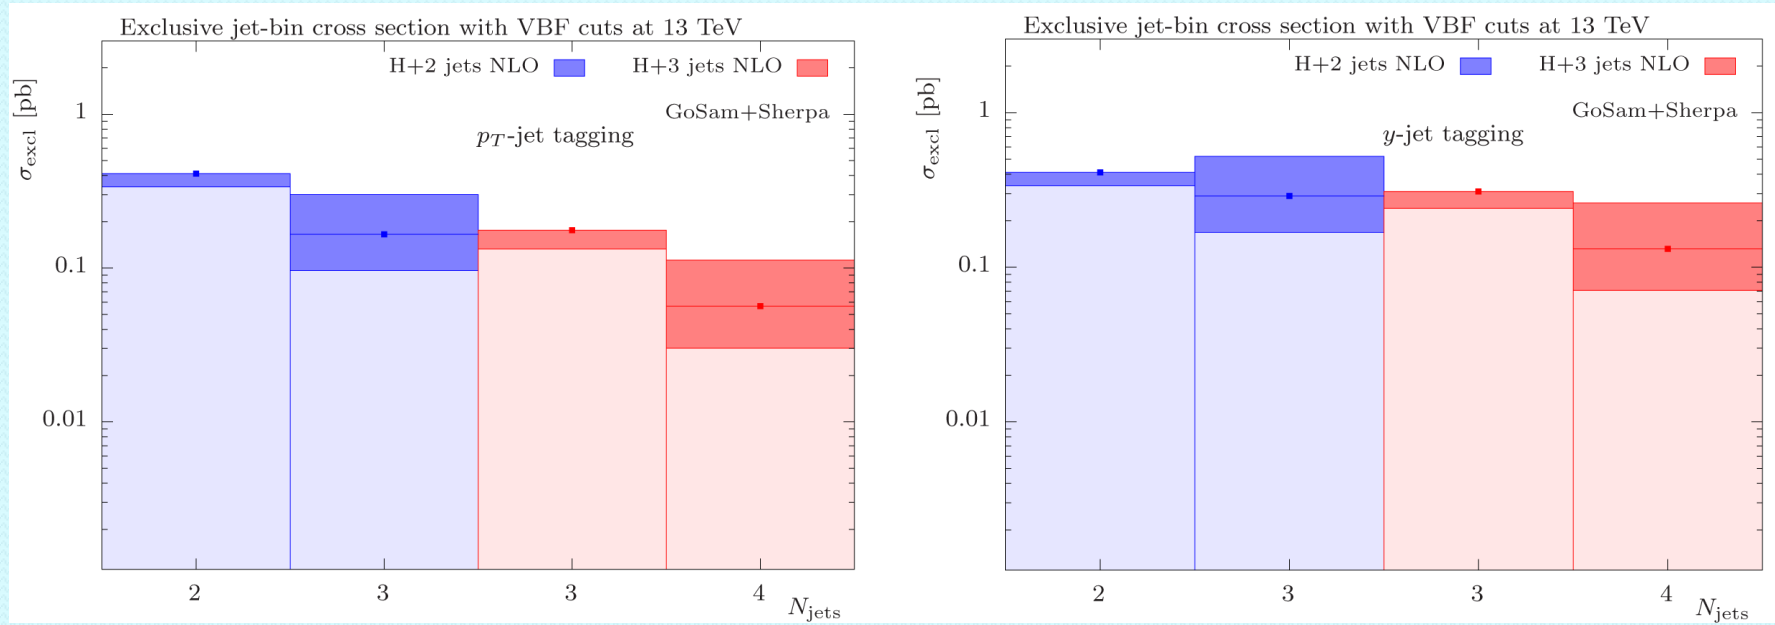 Exclusive jet-bin cross section with VBF cuts at 13 TeV
H+2 jets NLO
H+3 jets NLO
GoSam+Sherpa
pT-jet tagging
σexcl [pb]
1
0.1
0.01
2
3
3
4
Njets
Exclusive jet-bin cross section with VBF cuts at 13 TeV
H+2 jets NLO
H+3 jets NLO
GoSam+Sherpa
y-jet tagging
σexcl [pb]
1
0.1
0.01
2
3
3
4
Njets